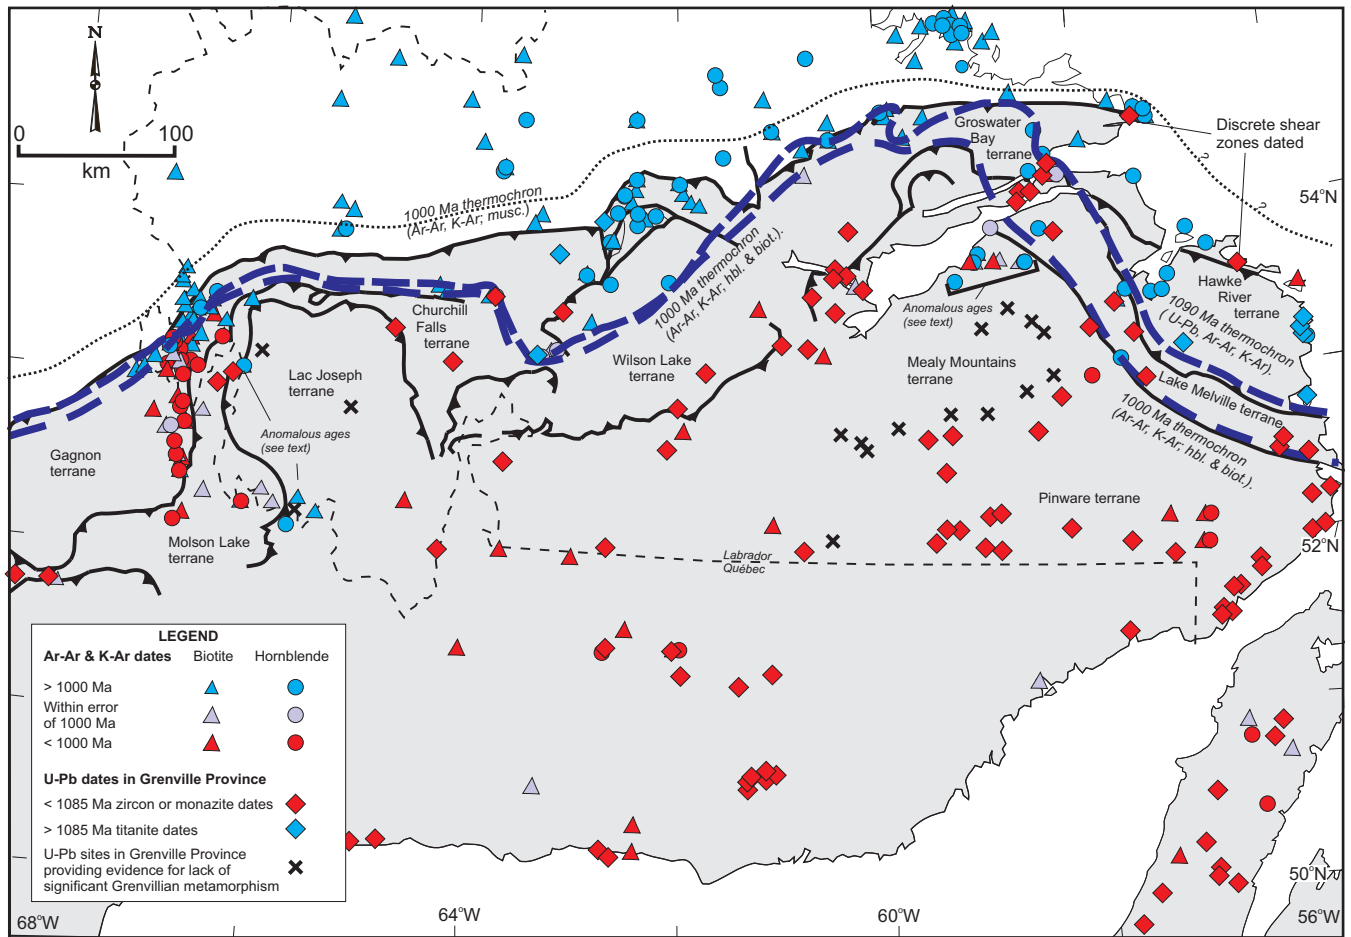 N
0 100
km
1000 Ma thermochron
(Ar-Ar, K-Ar; musc.)
Groswater
Bay
terrane
Discrete shear
zones dated
?
?
54°N
1000 Ma thermochron
(Ar-Ar, K-Ar; hbl. & biot.).
Churchill
Falls
terrane
Lac Joseph
terrane
Wilson Lake
terrane
Anomalous ages
(see text)
Mealy Mountains
terrane
Hawke
River
terrane
1090 Ma thermochron
( U-Pb, Ar-Ar, K-Ar).
Lake Melville terrane
1000 Ma thermochron
(Ar-Ar, K-Ar; hbl. & biot.).
Anomalous ages
(see text)
Gagnon
terrane
Molson Lake
terrane
Pinware terrane
52°N
Labrador
Québec
LEGEND
Ar-Ar & K-Ar dates Biotite Hornblende
> 1000 Ma
Within error
of 1000 Ma
< 1000 Ma
U-Pb dates in Grenville Province
< 1085 Ma zircon or monazite dates
> 1085 Ma titanite dates
U-Pb sites in Grenville Province
providing evidence for lack of
significant Grenvillian metamorphism
50°N
68°W 64°W 60°W 56°W